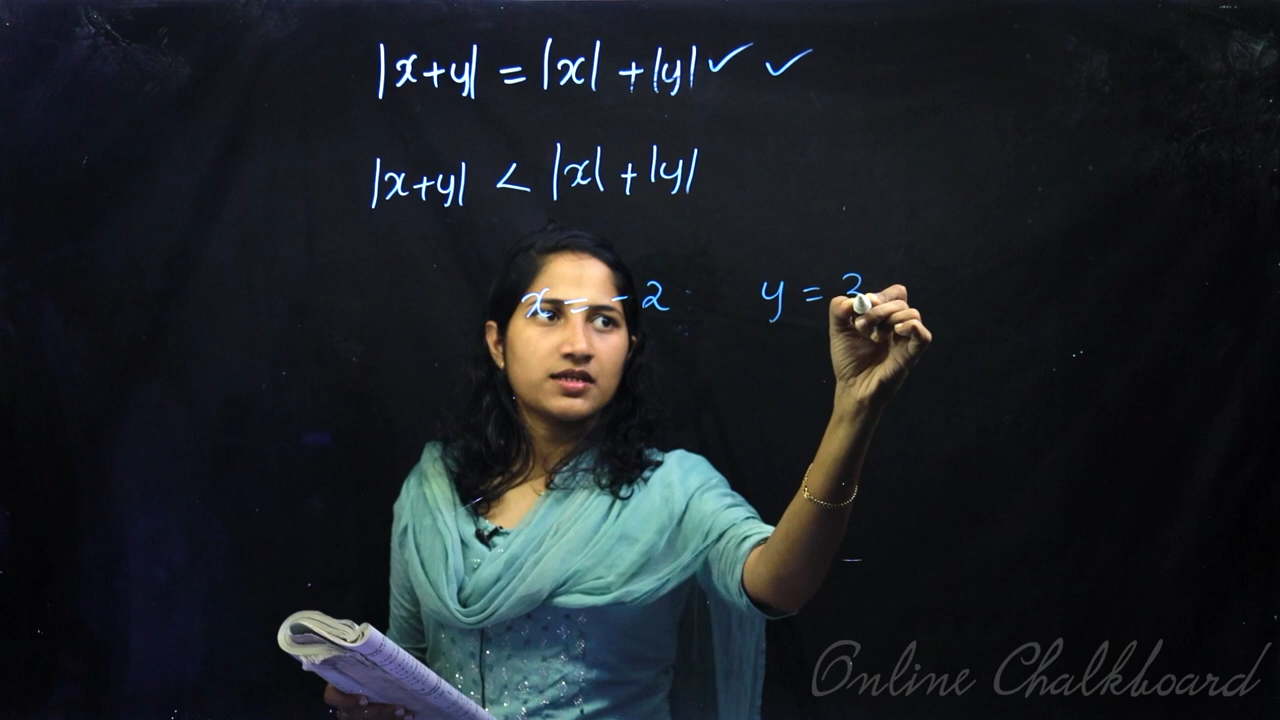 |x+y| = |x| + |y| ✓ ✓
|x+y| < |x| + |y|
x = -2 y = 3
Online Chalkboard